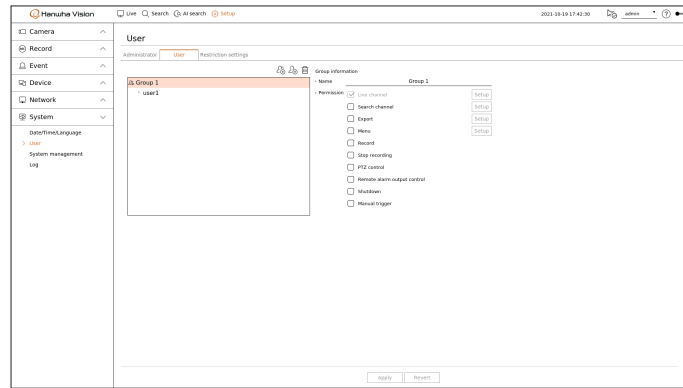 Hanwha Vision
Live Search AI search Setup
2021-10-19 17:42:30 admin ?
Camera
Record
Event
Device
Network
System
Date/Time/Language
> User
System management
Log
User
Administrator User Restriction settings
Group 1
user1
Group information
Name Group 1
Permission Live channel Setup
Search channel Setup
Export Setup
Menu Setup
Record
Stop recording
PTZ control
Remote alarm output control
Shutdown
Manual trigger
Apply Revert